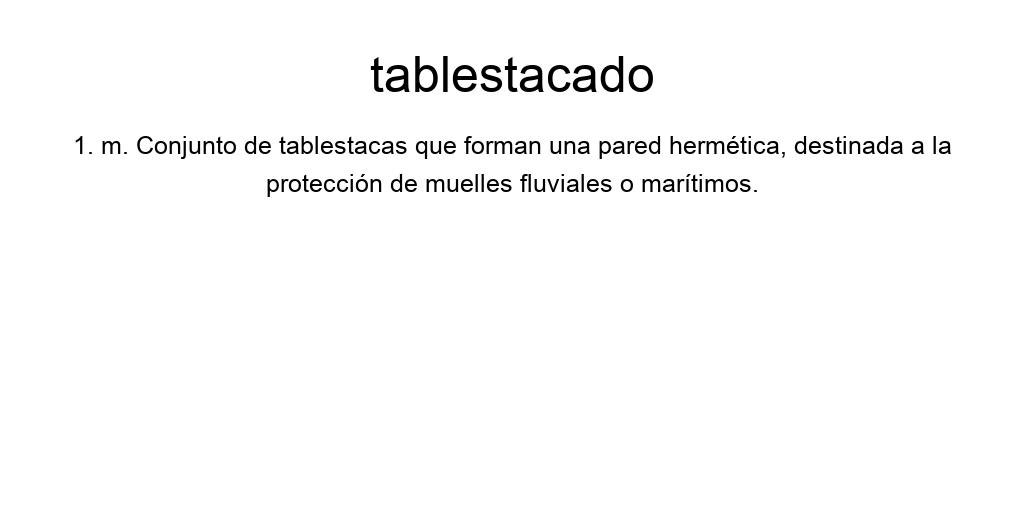 tablestacado
1. m. Conjunto de tablestacas que forman una pared hermética, destinada a la
protección de muelles fluviales o marítimos.